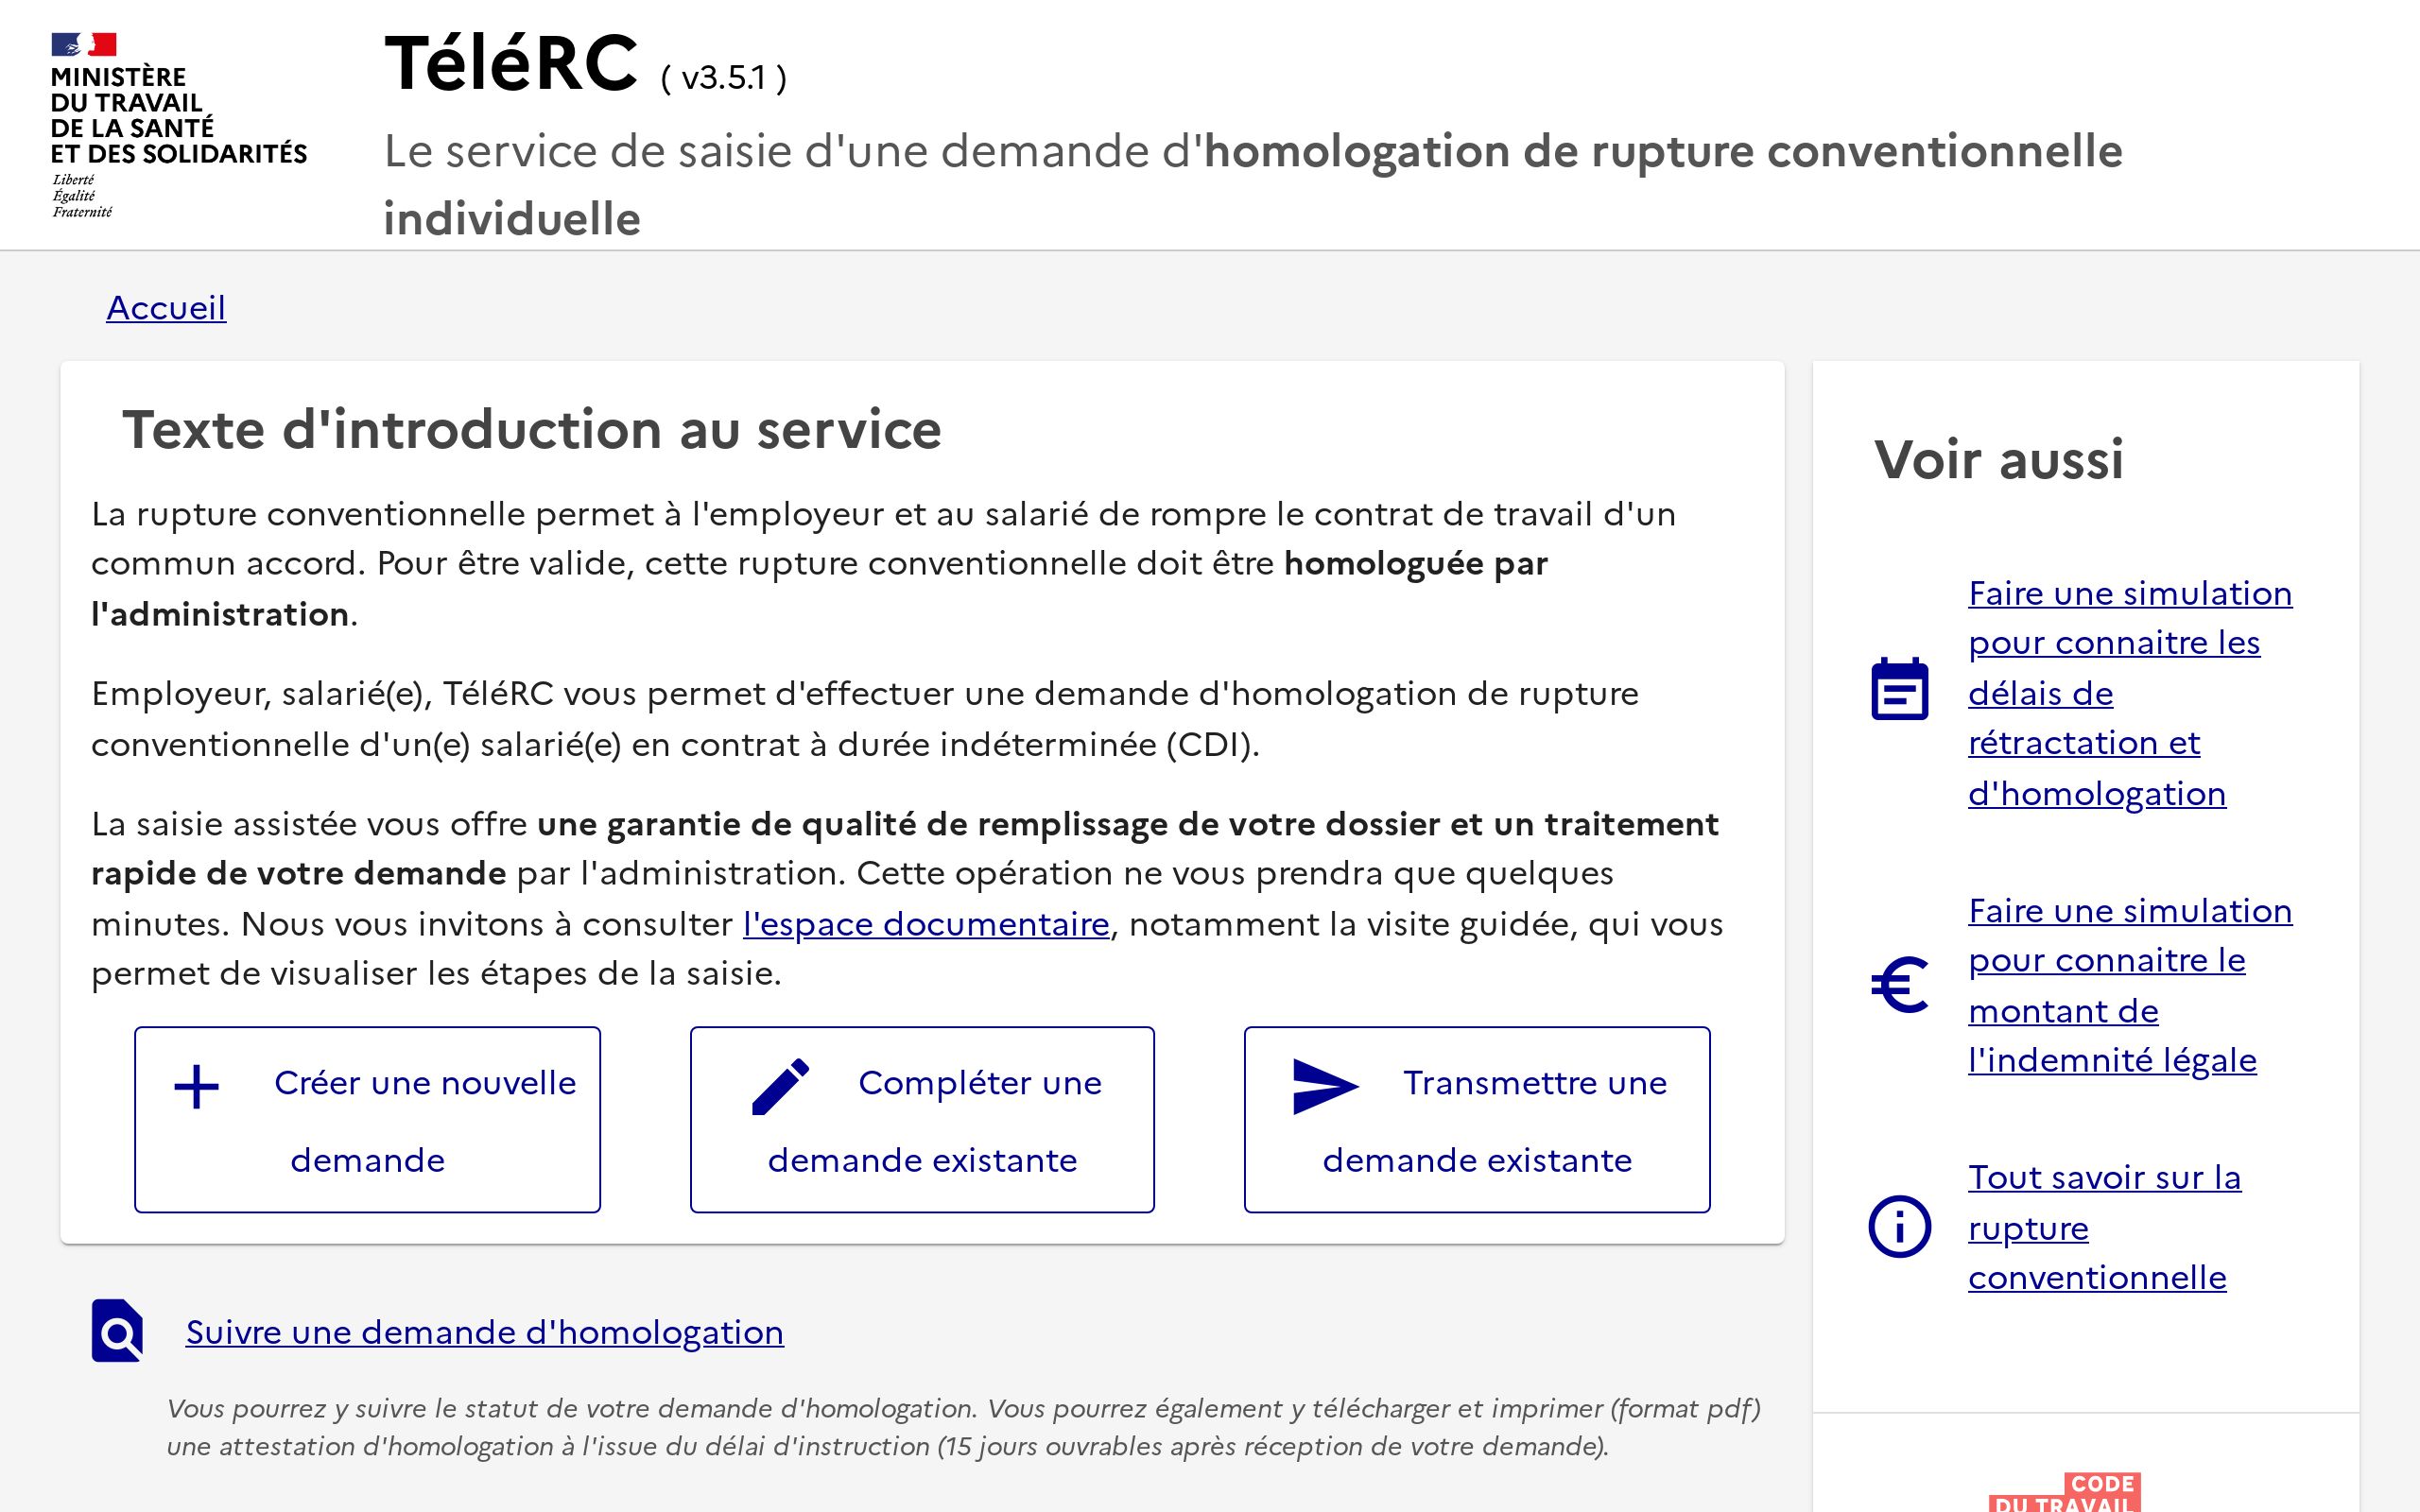 MINISTÈRE
DU TRAVAIL
DE LA SANTÉ
ET DES SOLIDARITÉS
Liberté
Égalité
Fraternité
TéléRC ( v3.5.1 )
Le service de saisie d'une demande d'homologation de rupture conventionnelle
individuelle
Accueil
Texte d'introduction au service
La rupture conventionnelle permet à l'employeur et au salarié de rompre le contrat de travail d'un
commun accord. Pour être valide, cette rupture conventionnelle doit être homologuée par
l'administration.
Employeur, salarié(e), TéléRC vous permet d'effectuer une demande d'homologation de rupture
conventionnelle d'un(e) salarié(e) en contrat à durée indéterminée (CDI).
La saisie assistée vous offre une garantie de qualité de remplissage de votre dossier et un traitement
rapide de votre demande par l'administration. Cette opération ne vous prendra que quelques
minutes. Nous vous invitons à consulter l'espace documentaire, notamment la visite guidée, qui vous
permet de visualiser les étapes de la saisie.
Créer une nouvelle
demande
Compléter une
demande existante
Transmettre une
demande existante
Suivre une demande d'homologation
Vous pourrez y suivre le statut de votre demande d'homologation. Vous pourrez également y télécharger et imprimer (format pdf)
une attestation d'homologation à l'issue du délai d'instruction (15 jours ouvrables après réception de votre demande).
Voir aussi
Faire une simulation
pour connaitre les
délais de
rétractation et
d'homologation
Faire une simulation
pour connaitre le
montant de
l'indemnité légale
Tout savoir sur la
rupture
conventionnelle
CODE
DU TRAVAIL